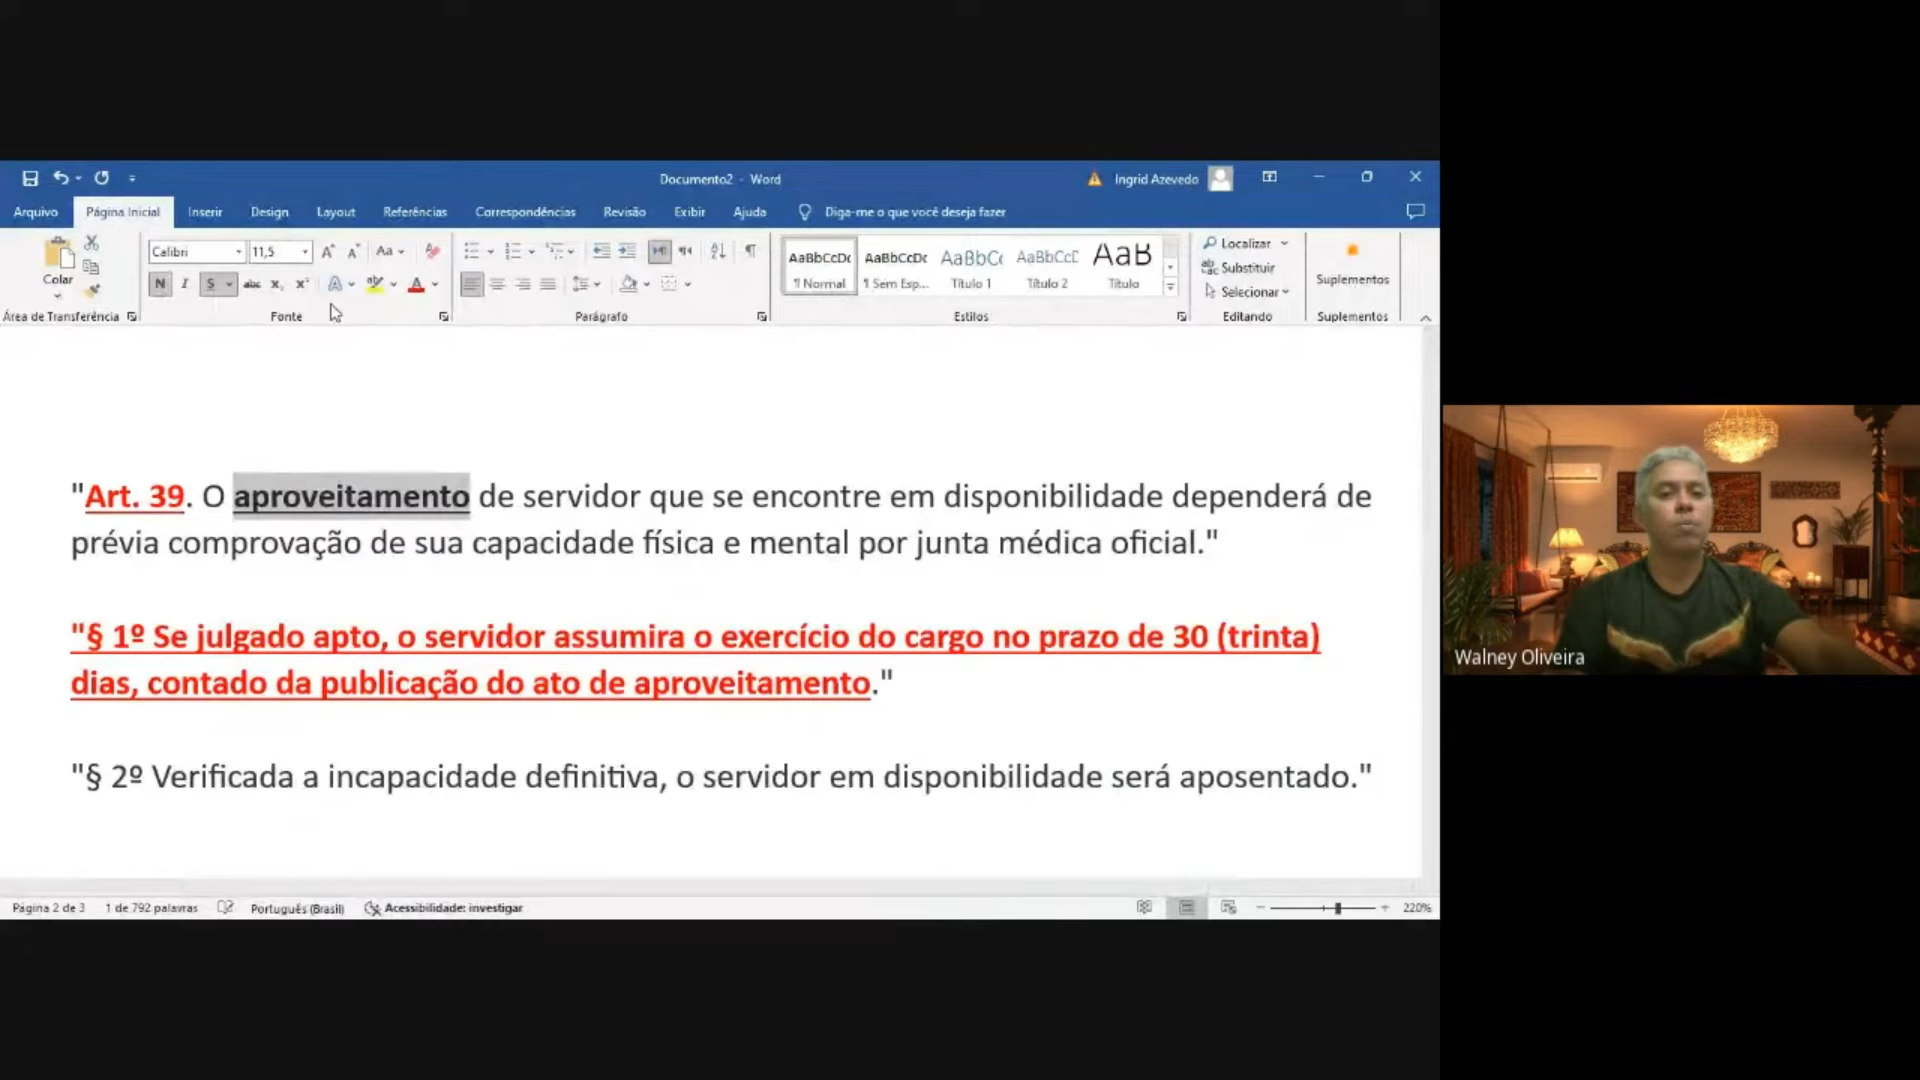 Documento2 - Word
Ingrid Azevedo
Arquivo
Página Inicial
Inserir
Design
Layout
Referências
Correspondências
Revisão
Exibir
Ajuda
Diga-me o que você deseja fazer
Colar
Calibri
11,5
Aa
N I S abc x₂ x²
A
AaBbCcDc
¶ Normal
AaBbCcDc
¶ Sem Esp...
AaBbCc
Título 1
AaBbCcC
Título 2
AaB
Título
Localizar
Substituir
Selecionar
Suplementos
Área de Transferência
Fonte
Parágrafo
Estilos
Editando
Suplementos
"Art. 39. O aproveitamento de servidor que se encontre em disponibilidade dependerá de
prévia comprovação de sua capacidade física e mental por junta médica oficial."
"§ 1º Se julgado apto, o servidor assumira o exercício do cargo no prazo de 30 (trinta)
dias, contado da publicação do ato de aproveitamento."
"§ 2º Verificada a incapacidade definitiva, o servidor em disponibilidade será aposentado."
Página 2 de 3
1 de 792 palavras
Português (Brasil)
Acessibilidade: investigar
220%
Walney Oliveira